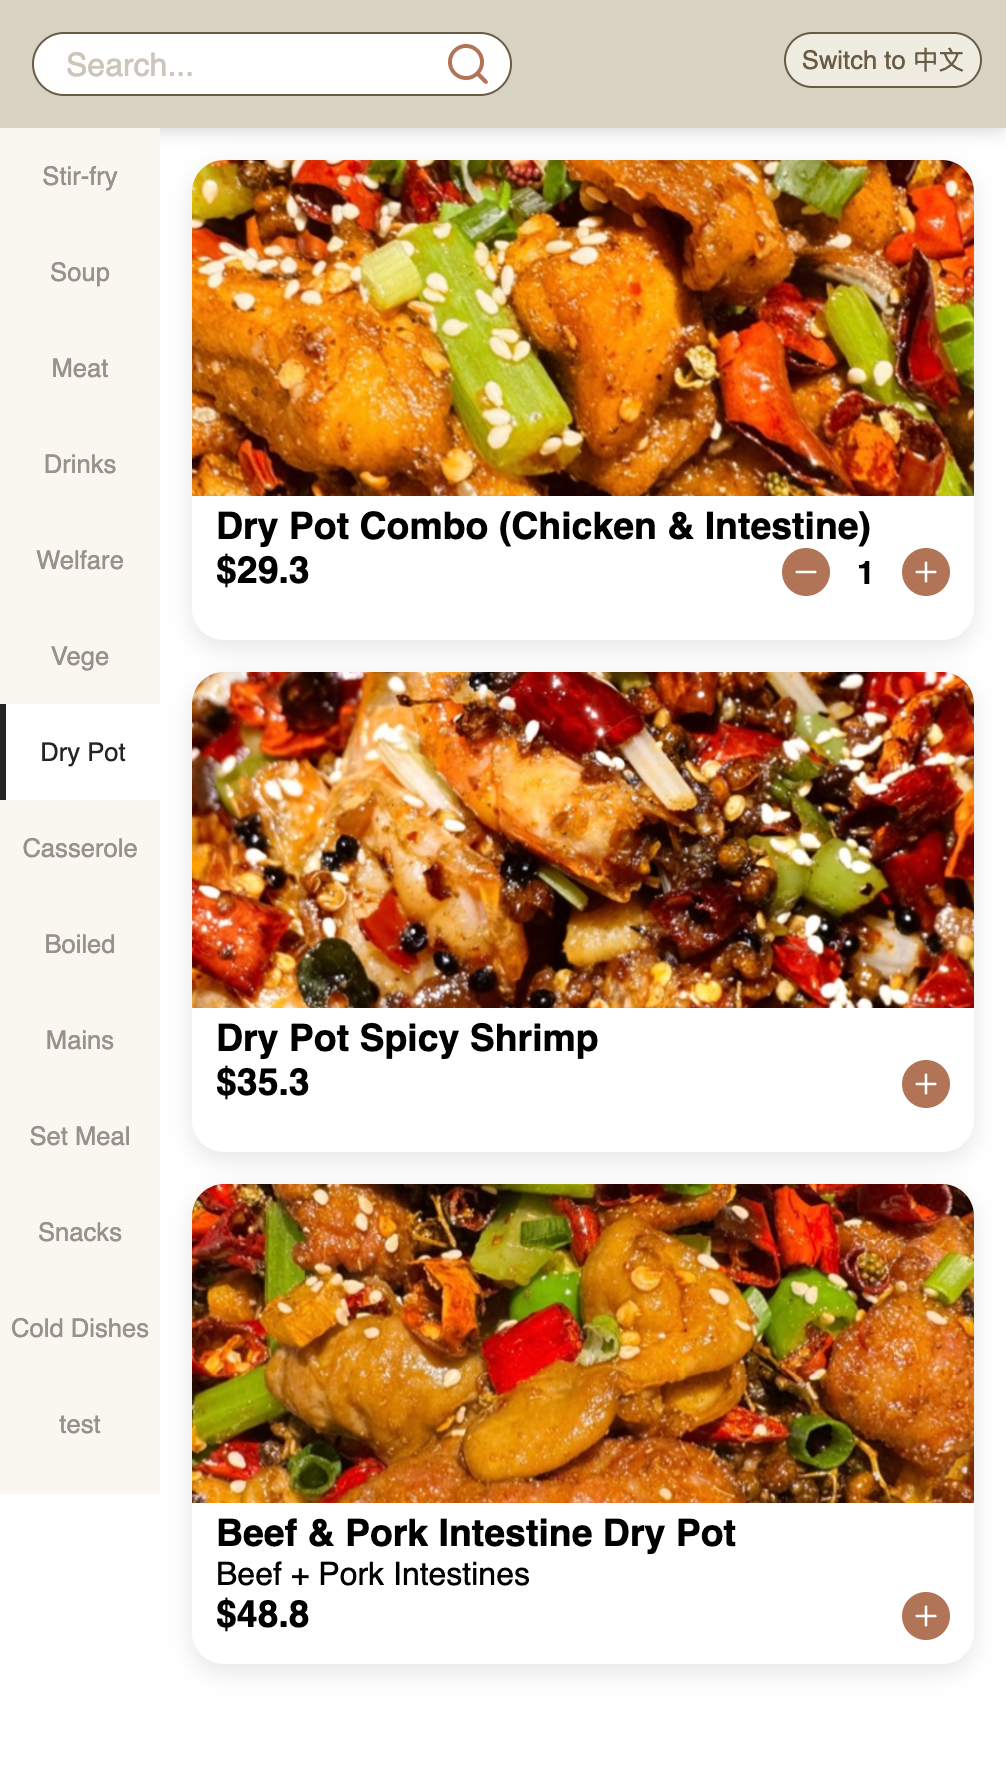 Search...
Switch to 中文
Stir-fry
Soup
Meat
Drinks
Welfare
Vege
Dry Pot
Casserole
Boiled
Mains
Set Meal
Snacks
Cold Dishes
test
Dry Pot Combo (Chicken & Intestine)
$29.3
1
Dry Pot Spicy Shrimp
$35.3
Beef & Pork Intestine Dry Pot
Beef + Pork Intestines
$48.8